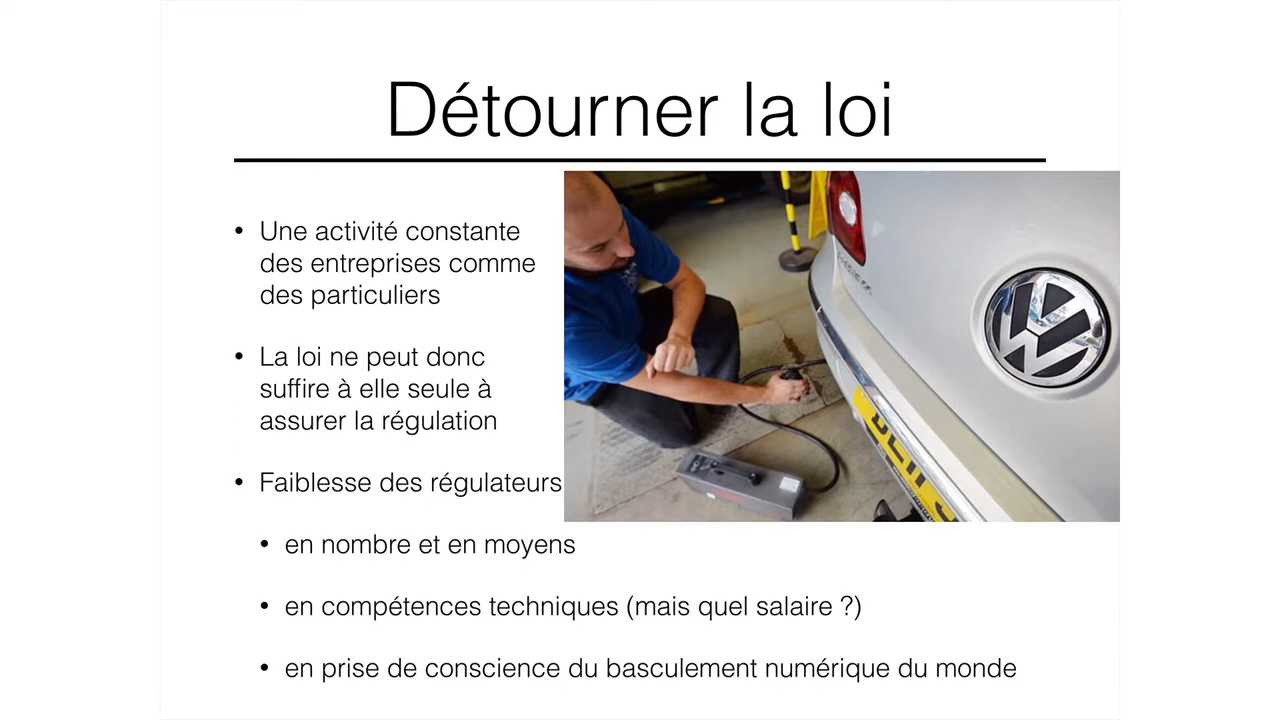 Détourner la loi
• Une activité constante
des entreprises comme
des particuliers
• La loi ne peut donc
suffire à elle seule à
assurer la régulation
• Faiblesse des régulateurs
• en nombre et en moyens
• en compétences techniques (mais quel salaire ?)
• en prise de conscience du basculement numérique du monde